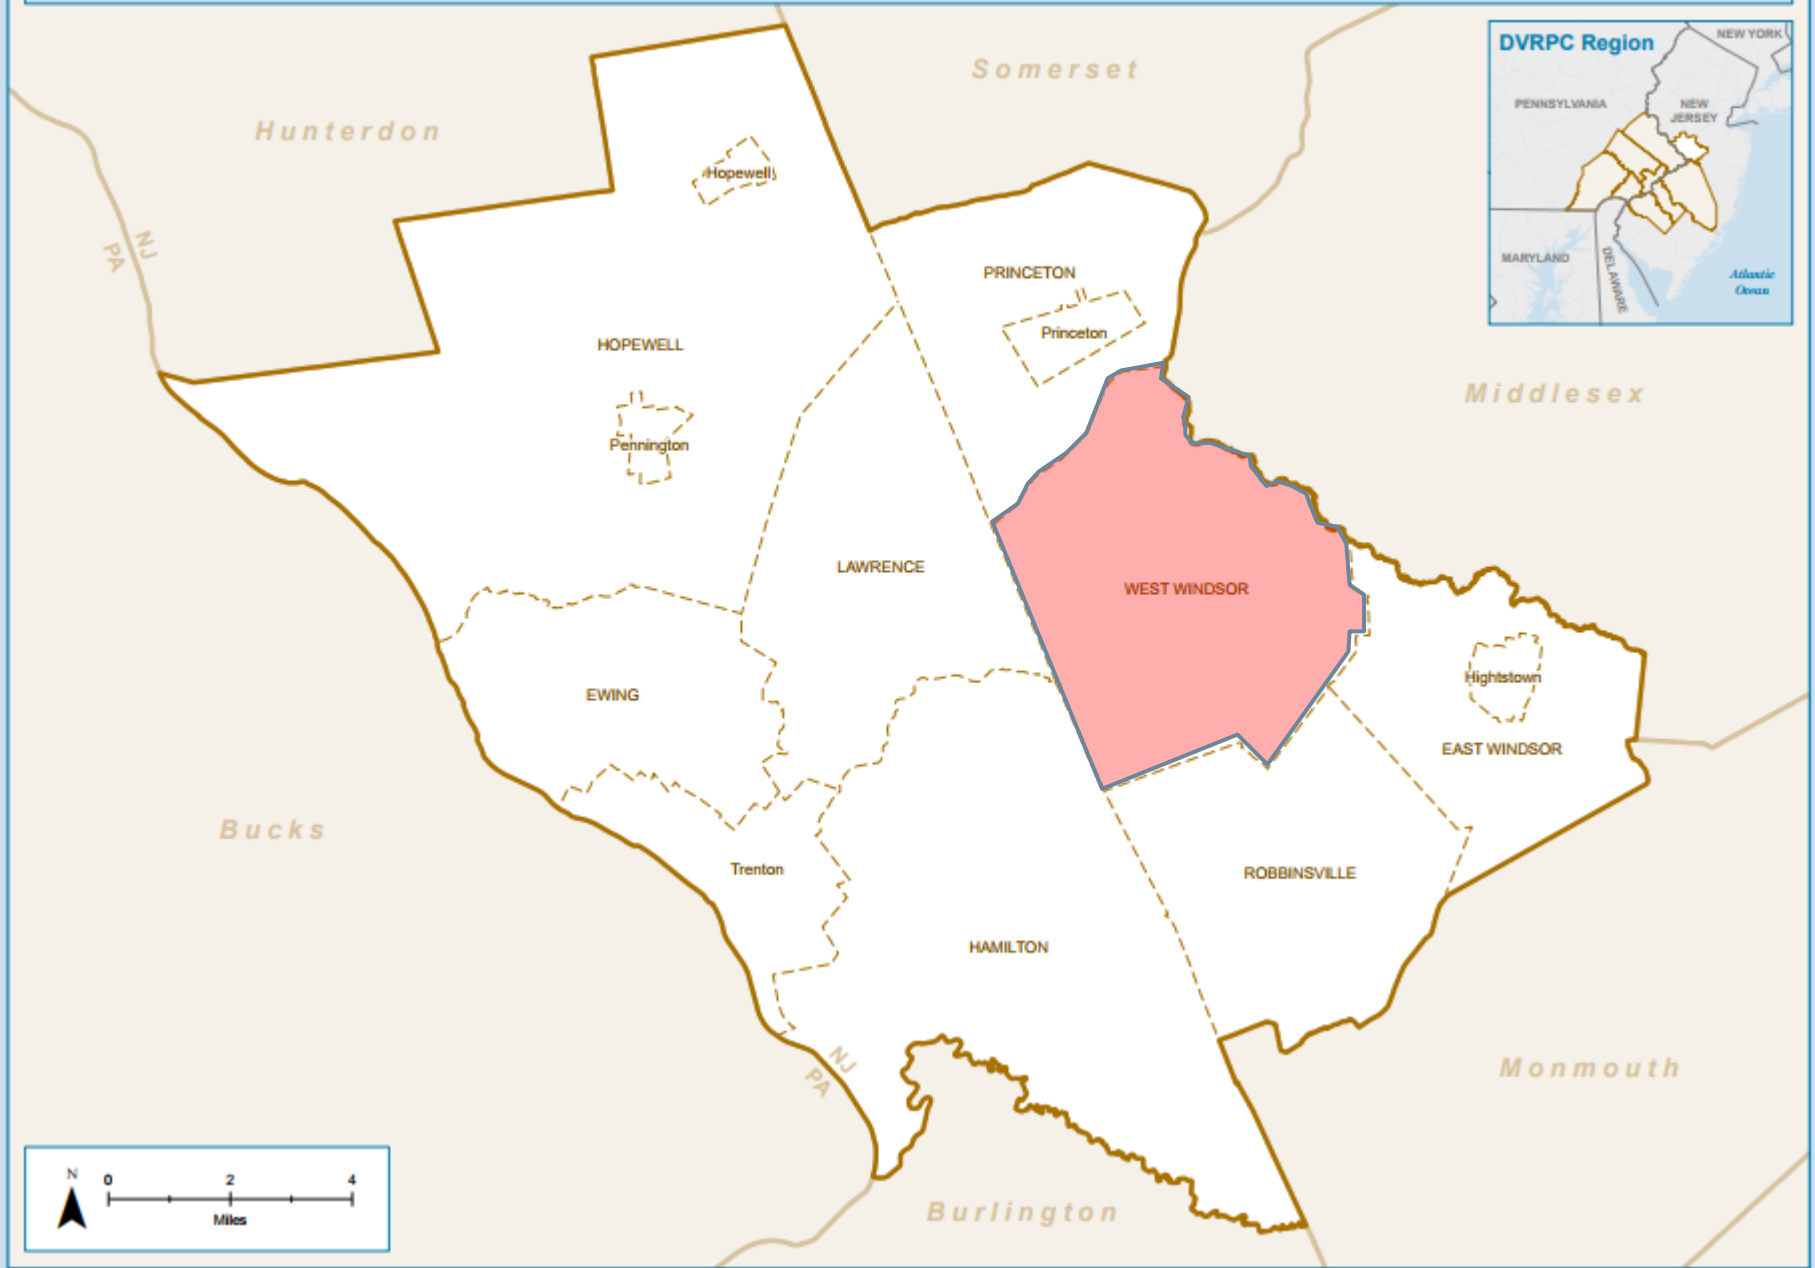 DVRPC Region
NEW YORK
PENNSYLVANIA
NEW
JERSEY
MARYLAND
DELAWARE
Atlantic
Ocean
Somerset
Hunterdon
NJ
PA
Hopewell
PRINCETON
Princeton
HOPEWELL
Middlesex
Pennington
LAWRENCE
WEST WINDSOR
EWING
Hightstown
EAST WINDSOR
Bucks
Trenton
ROBBINSVILLE
HAMILTON
NJ
PA
Monmouth
Burlington
N
0 2 4
Miles